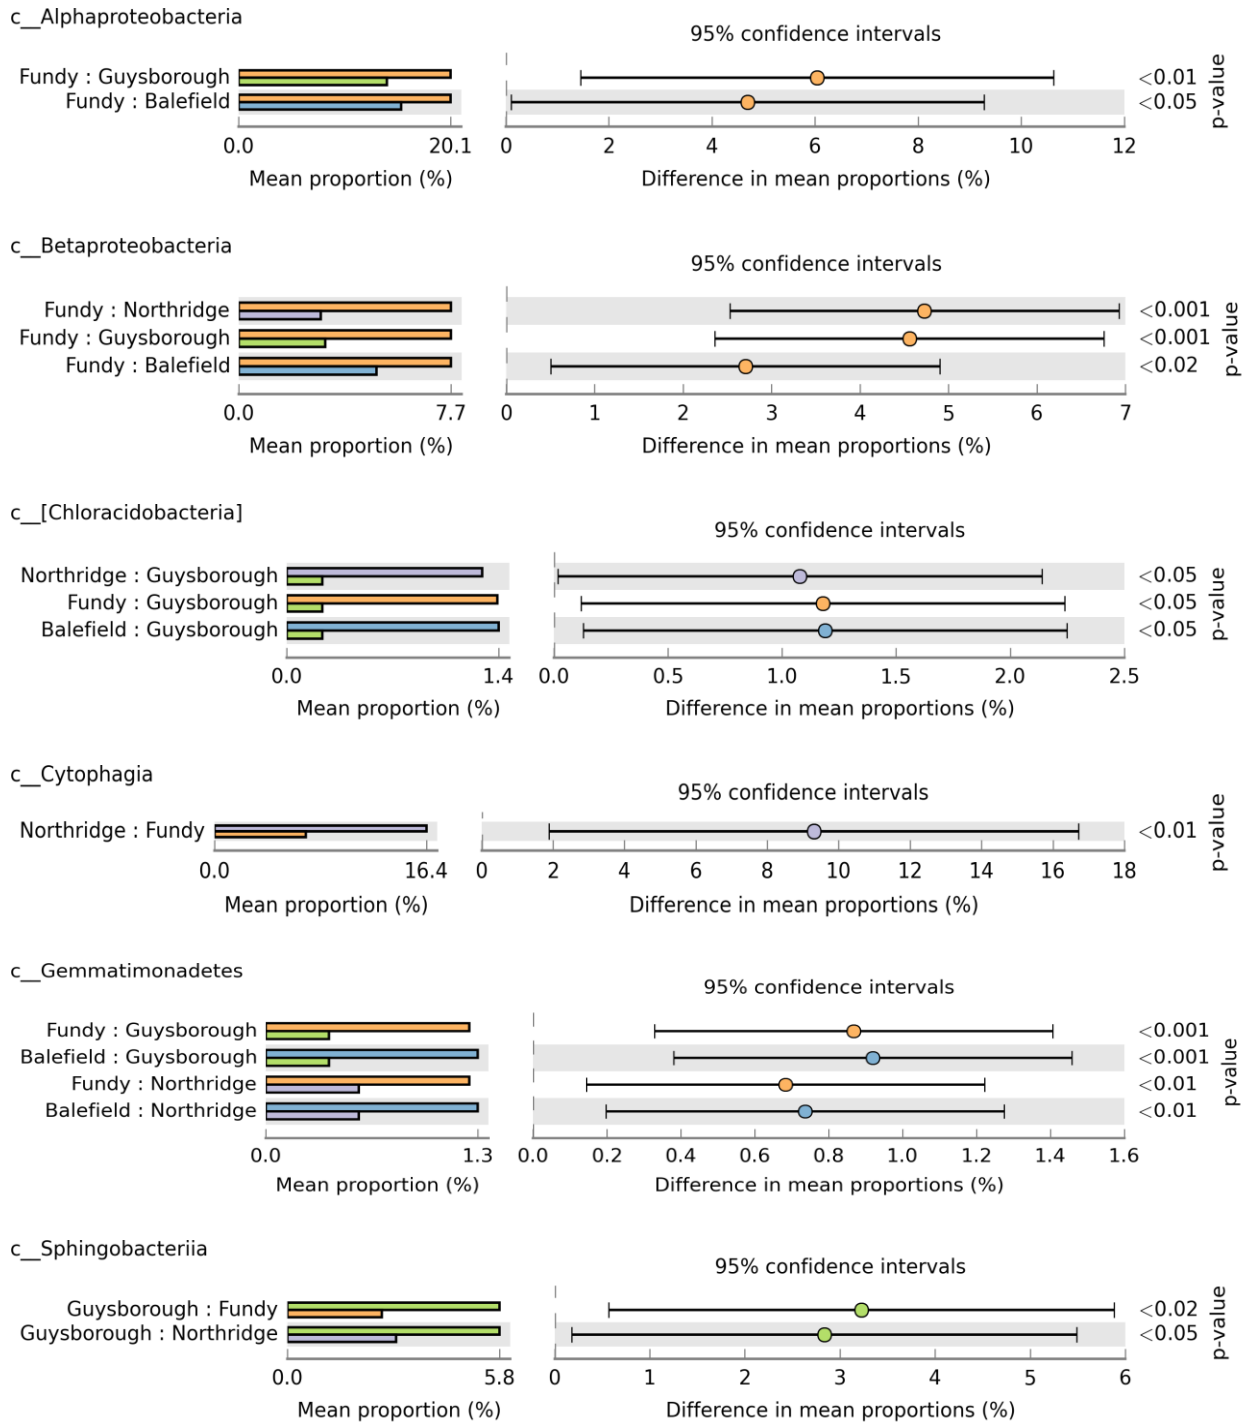 c__Alphaproteobacteria
95% confidence intervals
Fundy : Guysborough
<0.01
Fundy : Balefield
<0.05
p-value
0.0 20.1
0 2 4 6 8 10 12
Mean proportion (%)
Difference in mean proportions (%)
c__Betaproteobacteria
95% confidence intervals
Fundy : Northridge
<0.001
Fundy : Guysborough
<0.001
Fundy : Balefield
<0.02
p-value
0.0 7.7
0 1 2 3 4 5 6 7
Mean proportion (%)
Difference in mean proportions (%)
c__[Chloracidobacteria]
95% confidence intervals
Northridge : Guysborough
<0.05
Fundy : Guysborough
<0.05
Balefield : Guysborough
<0.05
p-value
0.0 1.4
0.0 0.5 1.0 1.5 2.0 2.5
Mean proportion (%)
Difference in mean proportions (%)
c__Cytophagia
95% confidence intervals
Northridge : Fundy
<0.01
p-value
0.0 16.4
0 2 4 6 8 10 12 14 16 18
Mean proportion (%)
Difference in mean proportions (%)
c__Gemmatimonadetes
95% confidence intervals
Fundy : Guysborough
<0.001
Balefield : Guysborough
<0.001
Fundy : Northridge
<0.01
Balefield : Northridge
<0.01
p-value
0.0 1.3
0.0 0.2 0.4 0.6 0.8 1.0 1.2 1.4 1.6
Mean proportion (%)
Difference in mean proportions (%)
c__Sphingobacteriia
95% confidence intervals
Guysborough : Fundy
<0.02
Guysborough : Northridge
<0.05
p-value
0.0 5.8
0 1 2 3 4 5 6
Mean proportion (%)
Difference in mean proportions (%)